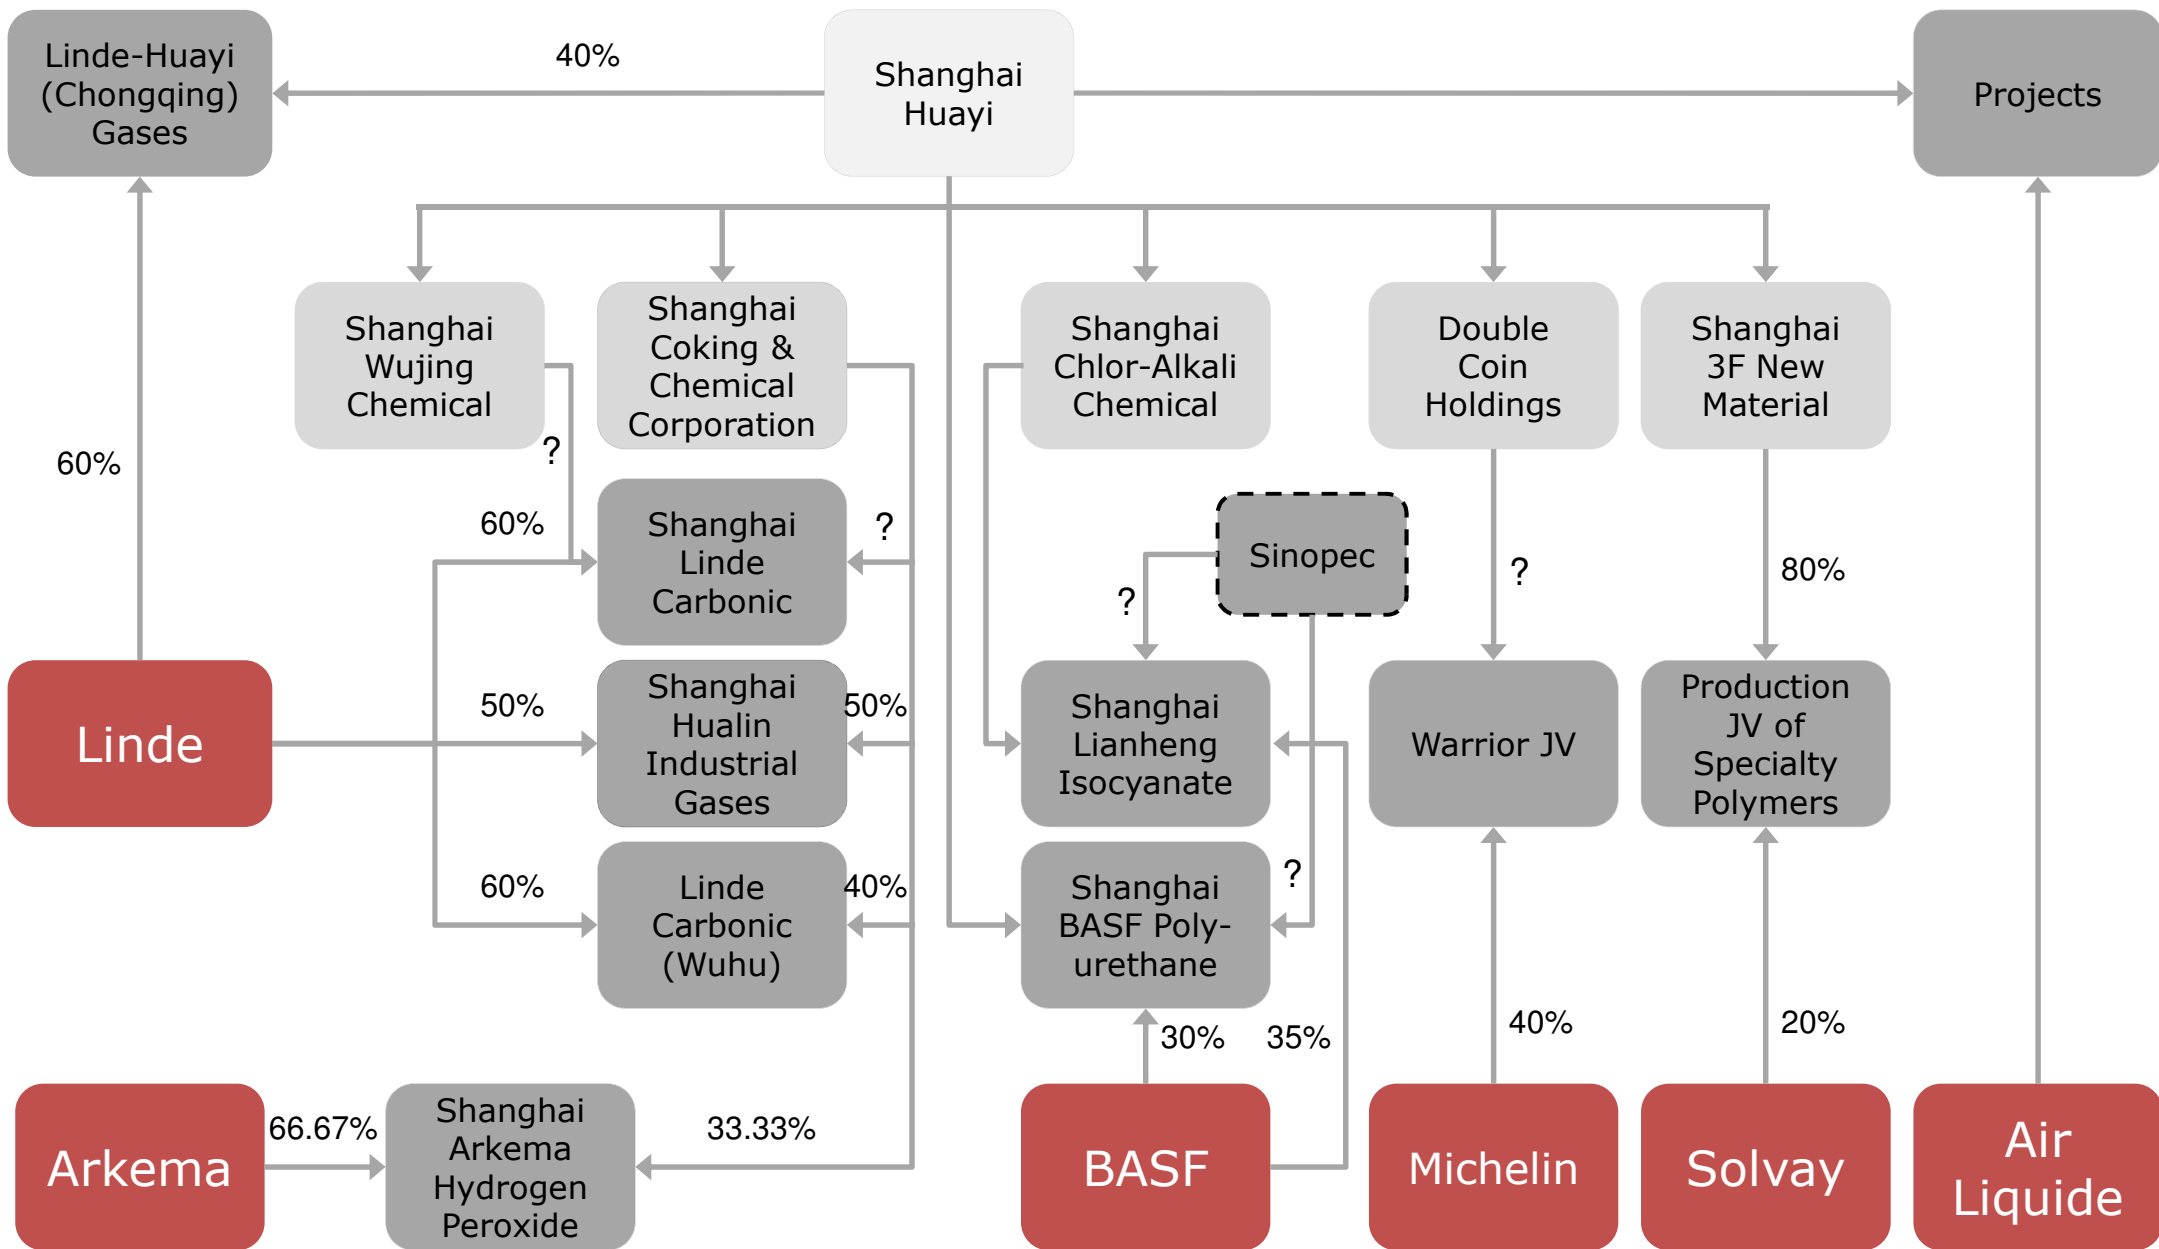 Linde-Huayi
(Chongqing)
Gases
40%
Shanghai
Huayi
Projects
Shanghai
Wujing
Chemical
Shanghai
Coking &
Chemical
Corporation
Shanghai
Chlor-Alkali
Chemical
Double
Coin
Holdings
Shanghai
3F New
Material
?
60%
60%
Shanghai
Linde
Carbonic
?
Sinopec
?
?
80%
Linde
50%
Shanghai
Hualin
Industrial
Gases
50%
Shanghai
Lianheng
Isocyanate
Warrior JV
Production
JV of
Specialty
Polymers
60%
Linde
Carbonic
(Wuhu)
40%
Shanghai
BASF Poly-
urethane
?
30%
35%
40%
20%
Arkema
66.67%
Shanghai
Arkema
Hydrogen
Peroxide
33.33%
BASF
Michelin
Solvay
Air
Liquide